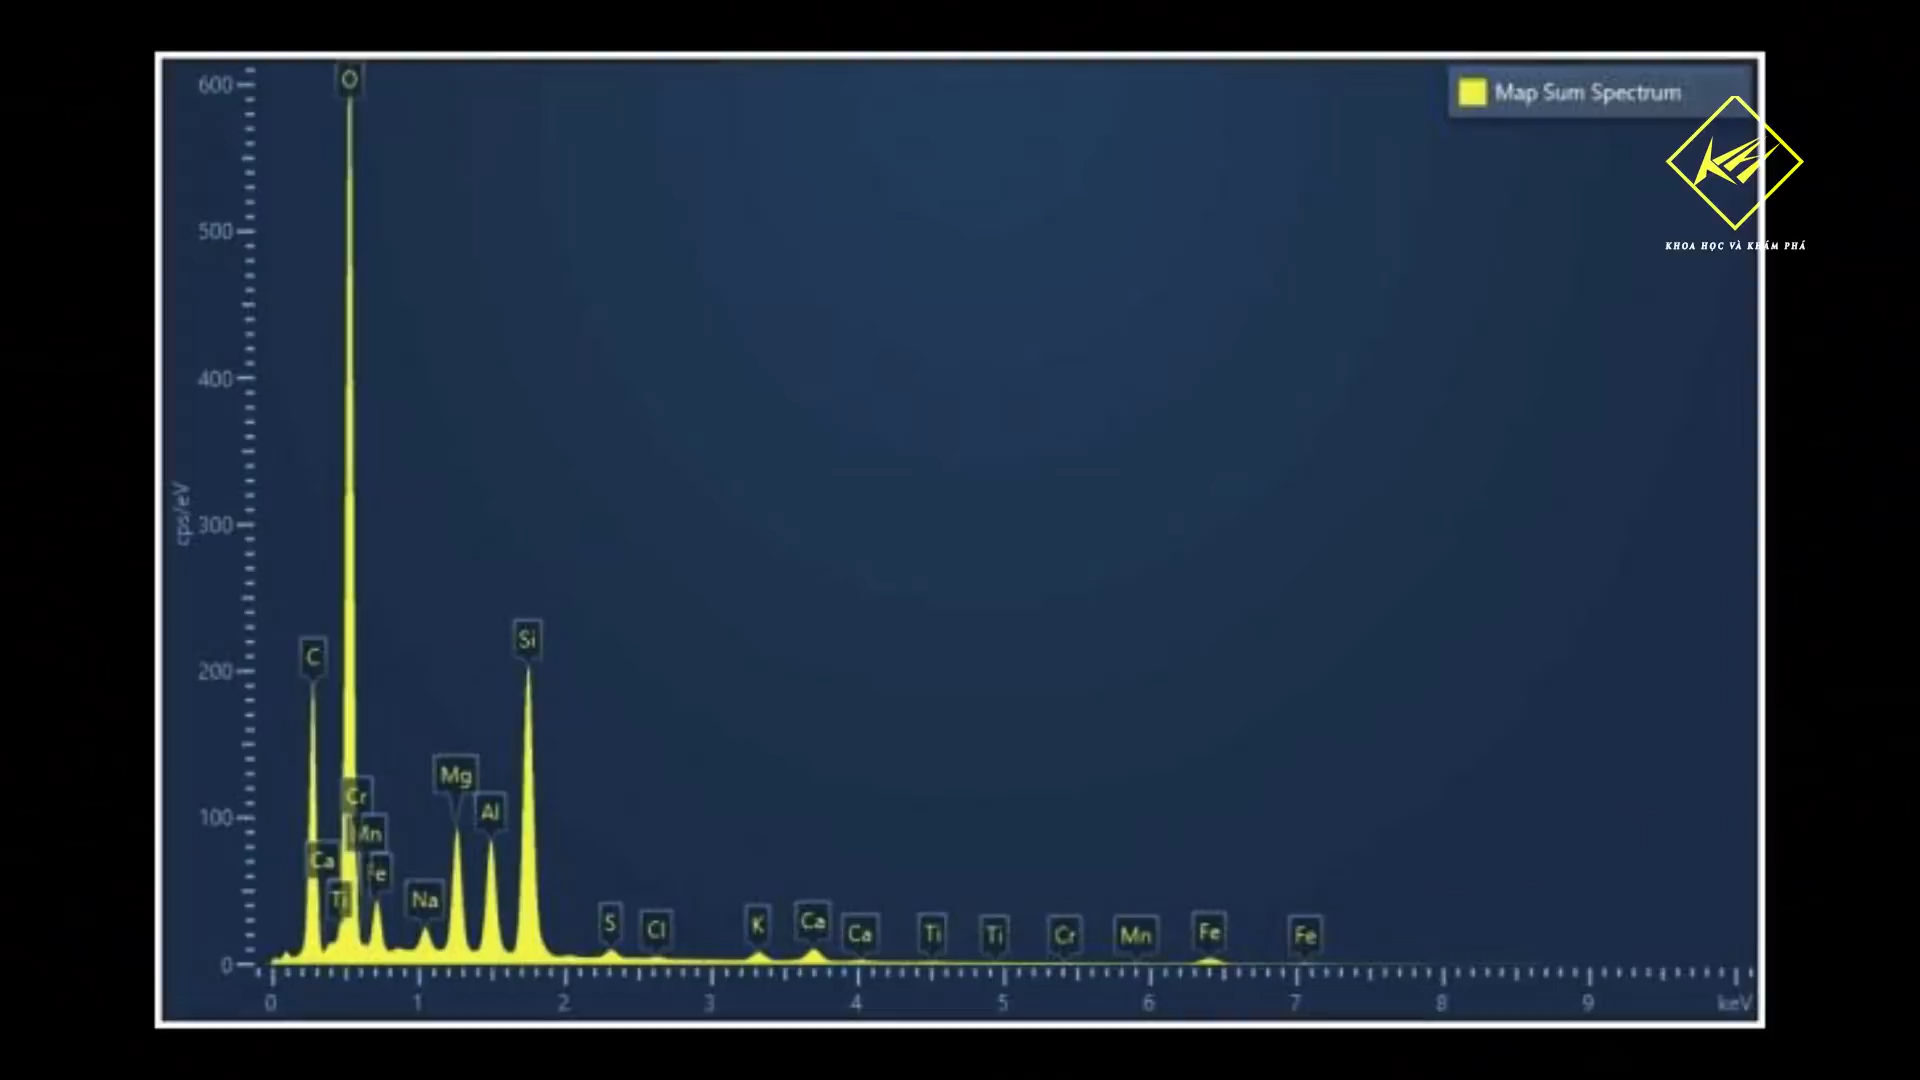 600
500
400
300
200
100
0
cps/eV
O
C
Ca
Ti
Cr
Mn
Fe
Na
Mg
Al
Si
S
Cl
K
Ca
Ca
Ti
Ti
Cr
Mn
Fe
Fe
0 1 2 3 4 5 6 7 8 9 keV
Map Sum Spectrum
KHOA HỌC VÀ KHÁM PHÁ